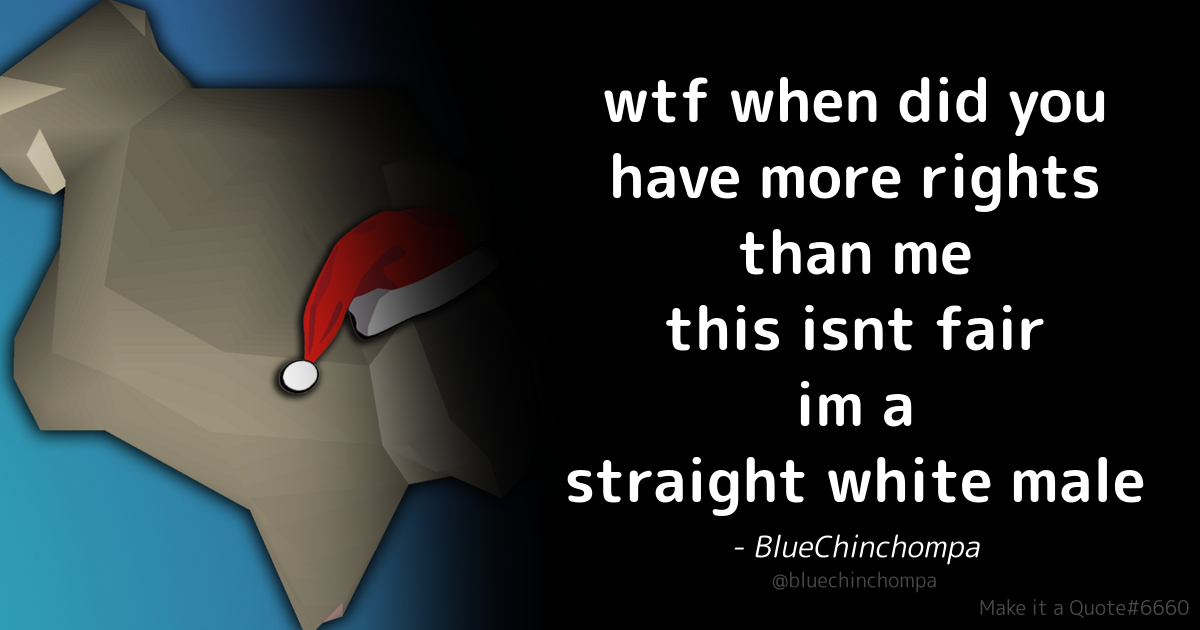 wtf when did you
have more rights
than me
this isnt fair
im a
straight white male
- BlueChinchompa
@bluechinchompa
Make it a Quote#6660